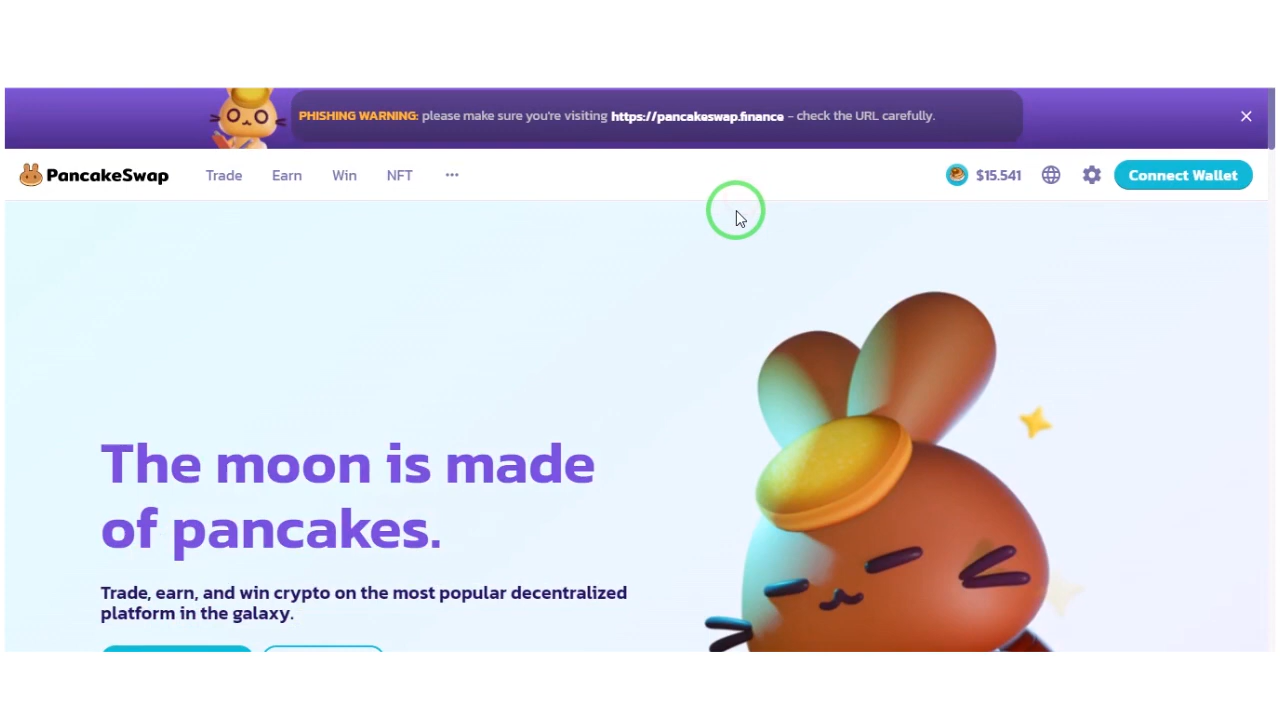 PHISHING WARNING: please make sure you're visiting https://pancakeswap.finance - check the URL carefully.
PancakeSwap Trade Earn Win NFT ... $15.541 Connect Wallet
The moon is made
of pancakes.
Trade, earn, and win crypto on the most popular decentralized
platform in the galaxy.